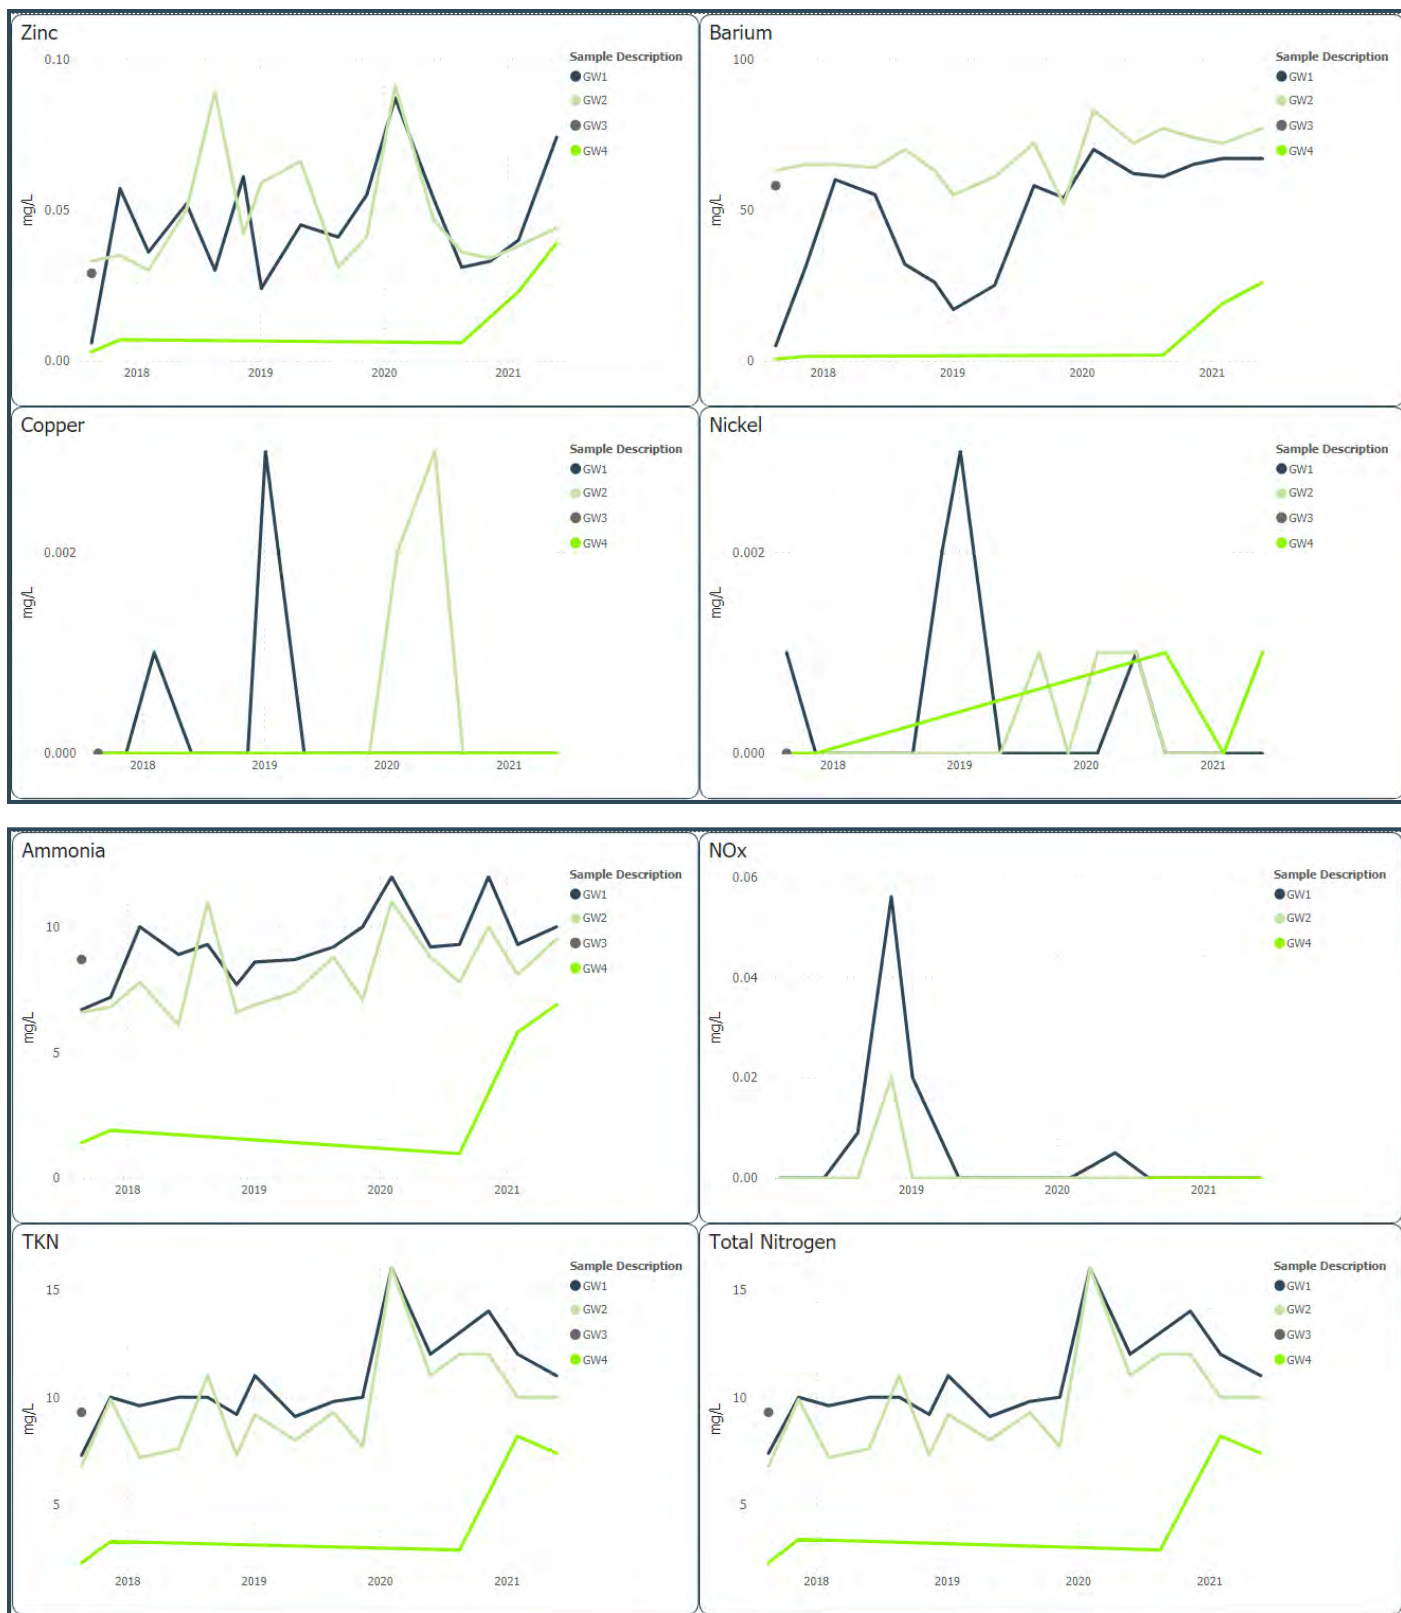 Zinc
Sample Description
0.10
GW1
GW2
GW3
GW4
mg/L
0.05
0.00
2018 2019 2020 2021
Barium
Sample Description
100
GW1
GW2
GW3
GW4
mg/L
50
0
2018 2019 2020 2021
Copper
Sample Description
GW1
GW2
GW3
GW4
0.002
mg/L
0.000
2018 2019 2020 2021
Nickel
Sample Description
GW1
GW2
GW3
GW4
0.002
mg/L
0.000
2018 2019 2020 2021
Ammonia
Sample Description
GW1
GW2
GW3
GW4
10
mg/L
5
0
2018 2019 2020 2021
NOx
Sample Description
0.06
GW1
GW2
GW4
0.04
mg/L
0.02
0.00
2019 2020 2021
TKN
Sample Description
GW1
15
GW2
GW3
GW4
10
mg/L
5
2018 2019 2020 2021
Total Nitrogen
Sample Description
GW1
15
GW2
GW3
GW4
10
mg/L
5
2018 2019 2020 2021